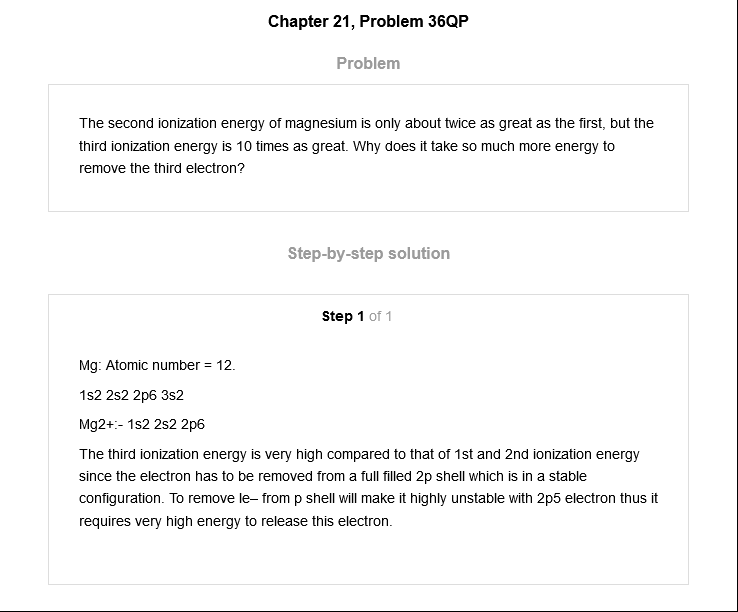 Chapter 21, Problem 36QP
Problem
The second ionization energy of magnesium is only about twice as great as the first, but the
third ionization energy is 10 times as great. Why does it take so much more energy to
remove the third electron?
Step-by-step solution
Step 1 of 1
Mg: Atomic number = 12.
1s2 2s2 2p6 3s2
Mg2+:- 1s2 2s2 2p6
The third ionization energy is very high compared to that of 1st and 2nd ionization energy
since the electron has to be removed from a full filled 2p shell which is in a stable
configuration. To remove le– from p shell will make it highly unstable with 2p5 electron thus it
requires very high energy to release this electron.